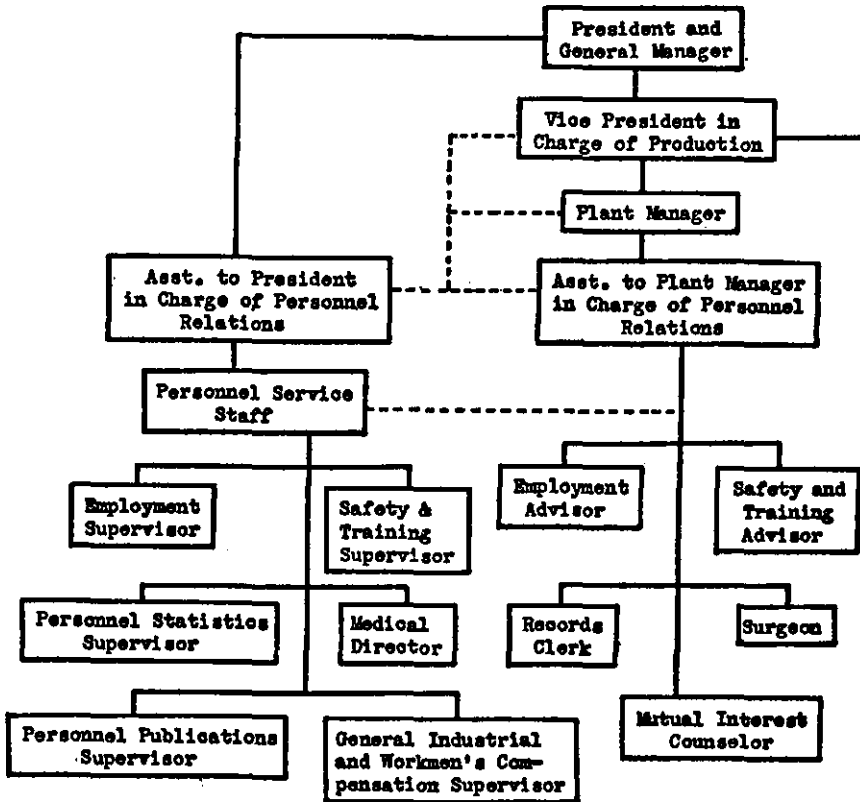 President and
General Manager
Vice President in
Charge of Production
Plant Manager
Asst. to President
in Charge of Personnel
Relations
Asst. to Plant Manager
in Charge of Personnel
Relations
Personnel Service
Staff
Employment
Supervisor
Safety &
Training
Supervisor
Employment
Advisor
Safety and
Training
Advisor
Personnel Statistics
Supervisor
Medical
Director
Records
Clerk
Surgeon
Personnel Publications
Supervisor
General Industrial
and Workmen's Com-
pensation Supervisor
Mutual Interest
Counselor